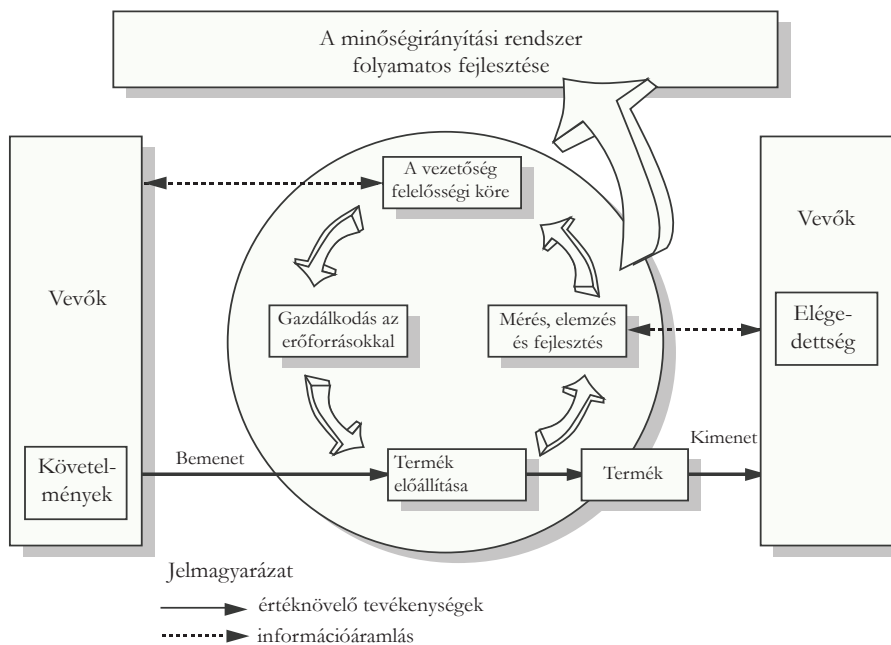 A minőségirányítási rendszer
folyamatos fejlesztése
A vezetőség
felelősségi köre
Vevők
Vevők
Gazdálkodás az
erőforrásokkal
Mérés, elemzés
és fejlesztés
Elége-
dettség
Követel-
mények
Bemenet
Termék
előállítása
Termék
Kimenet
Jelmagyarázat
értéknövelő tevékenységek
információáramlás